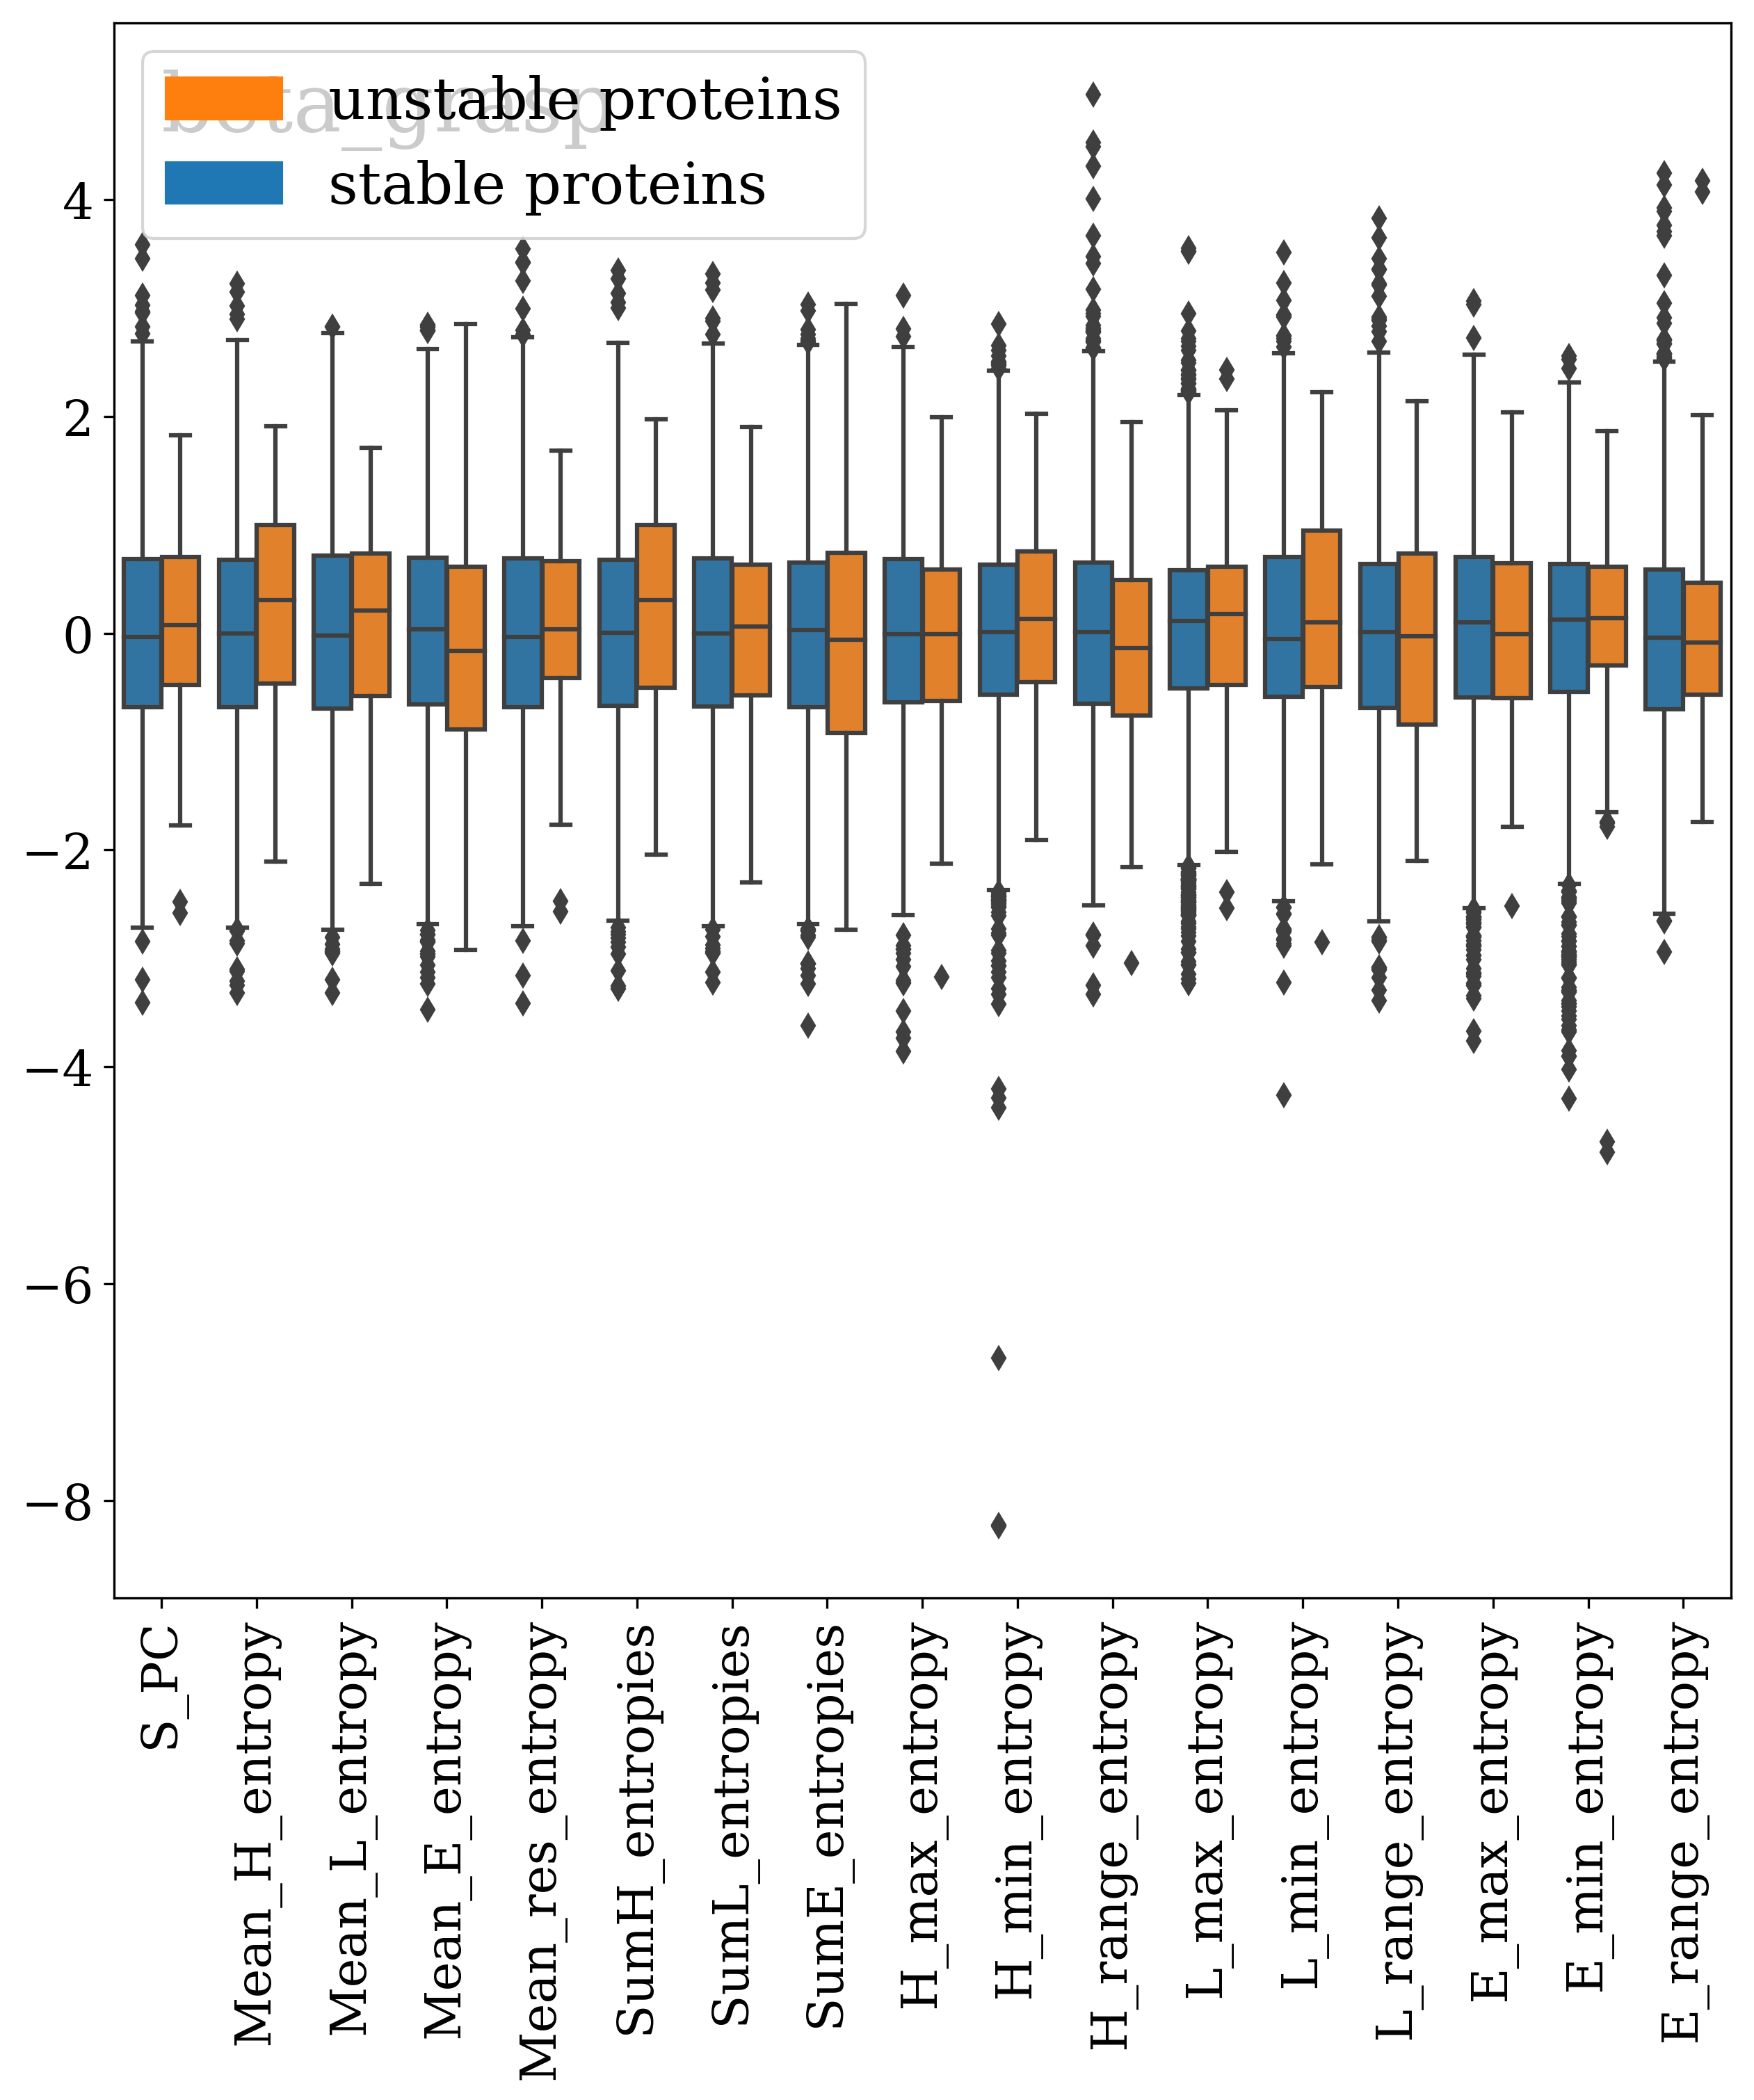 beta_grasp
unstable proteins
stable proteins
4
2
0
−2
−4
−6
−8
S_PC
Mean_H_entropy
Mean_L_entropy
Mean_E_entropy
Mean_res_entropy
SumH_entropies
SumL_entropies
SumE_entropies
H_max_entropy
H_min_entropy
H_range_entropy
L_max_entropy
L_min_entropy
L_range_entropy
E_max_entropy
E_min_entropy
E_range_entropy